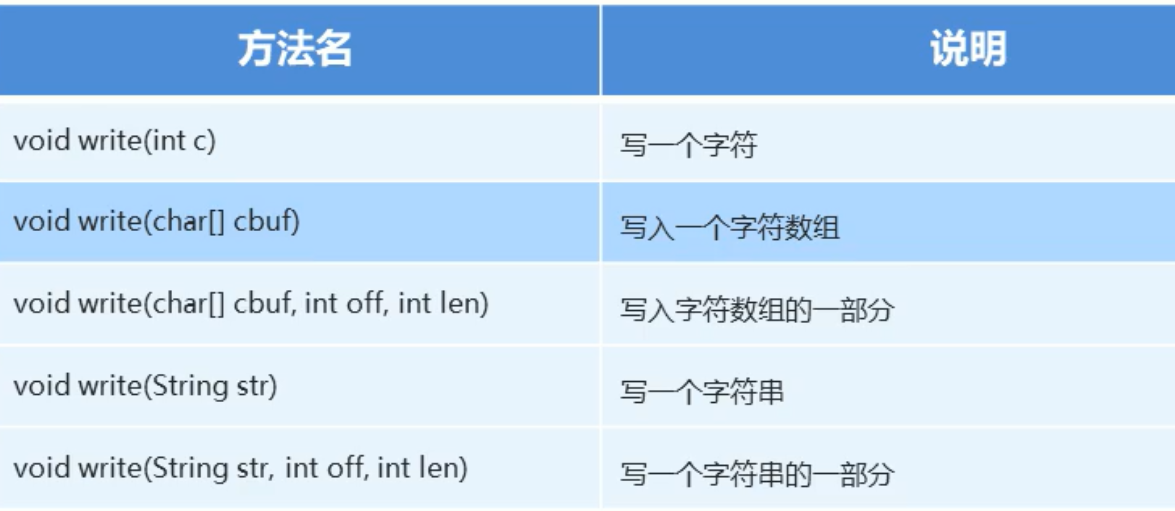 方法名 说明
void write(int c) 写一个字符
void write(char[] cbuf) 写入一个字符数组
void write(char[] cbuf, int off, int len) 写入字符数组的一部分
void write(String str) 写一个字符串
void write(String str, int off, int len) 写一个字符串的一部分